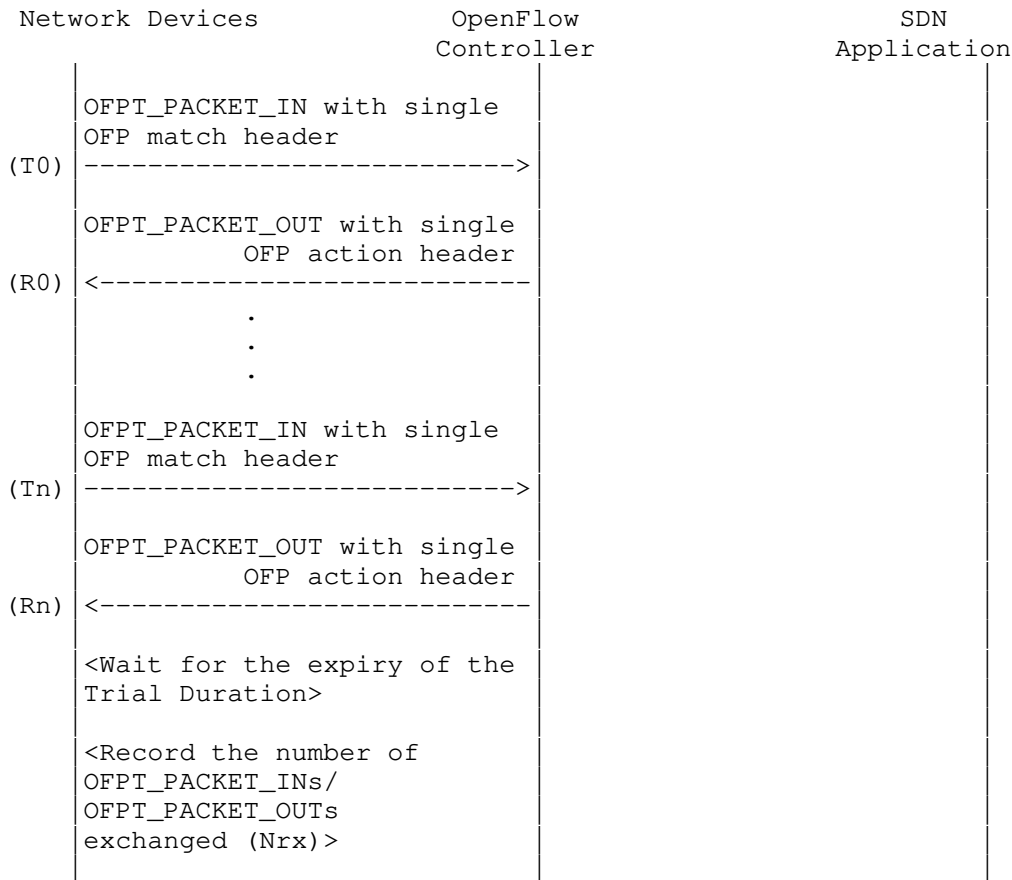 Network Devices OpenFlow SDN
Controller Application
OFPT_PACKET_IN with single
OFP match header
(T0) --------------------------->
OFPT_PACKET_OUT with single
OFP action header
(R0) <---------------------------
.
.
.
OFPT_PACKET_IN with single
OFP match header
(Tn) --------------------------->
OFPT_PACKET_OUT with single
OFP action header
(Rn) <---------------------------
<Wait for the expiry of the
Trial Duration>
<Record the number of
OFPT_PACKET_INs/
OFPT_PACKET_OUTs
exchanged (Nrx)>